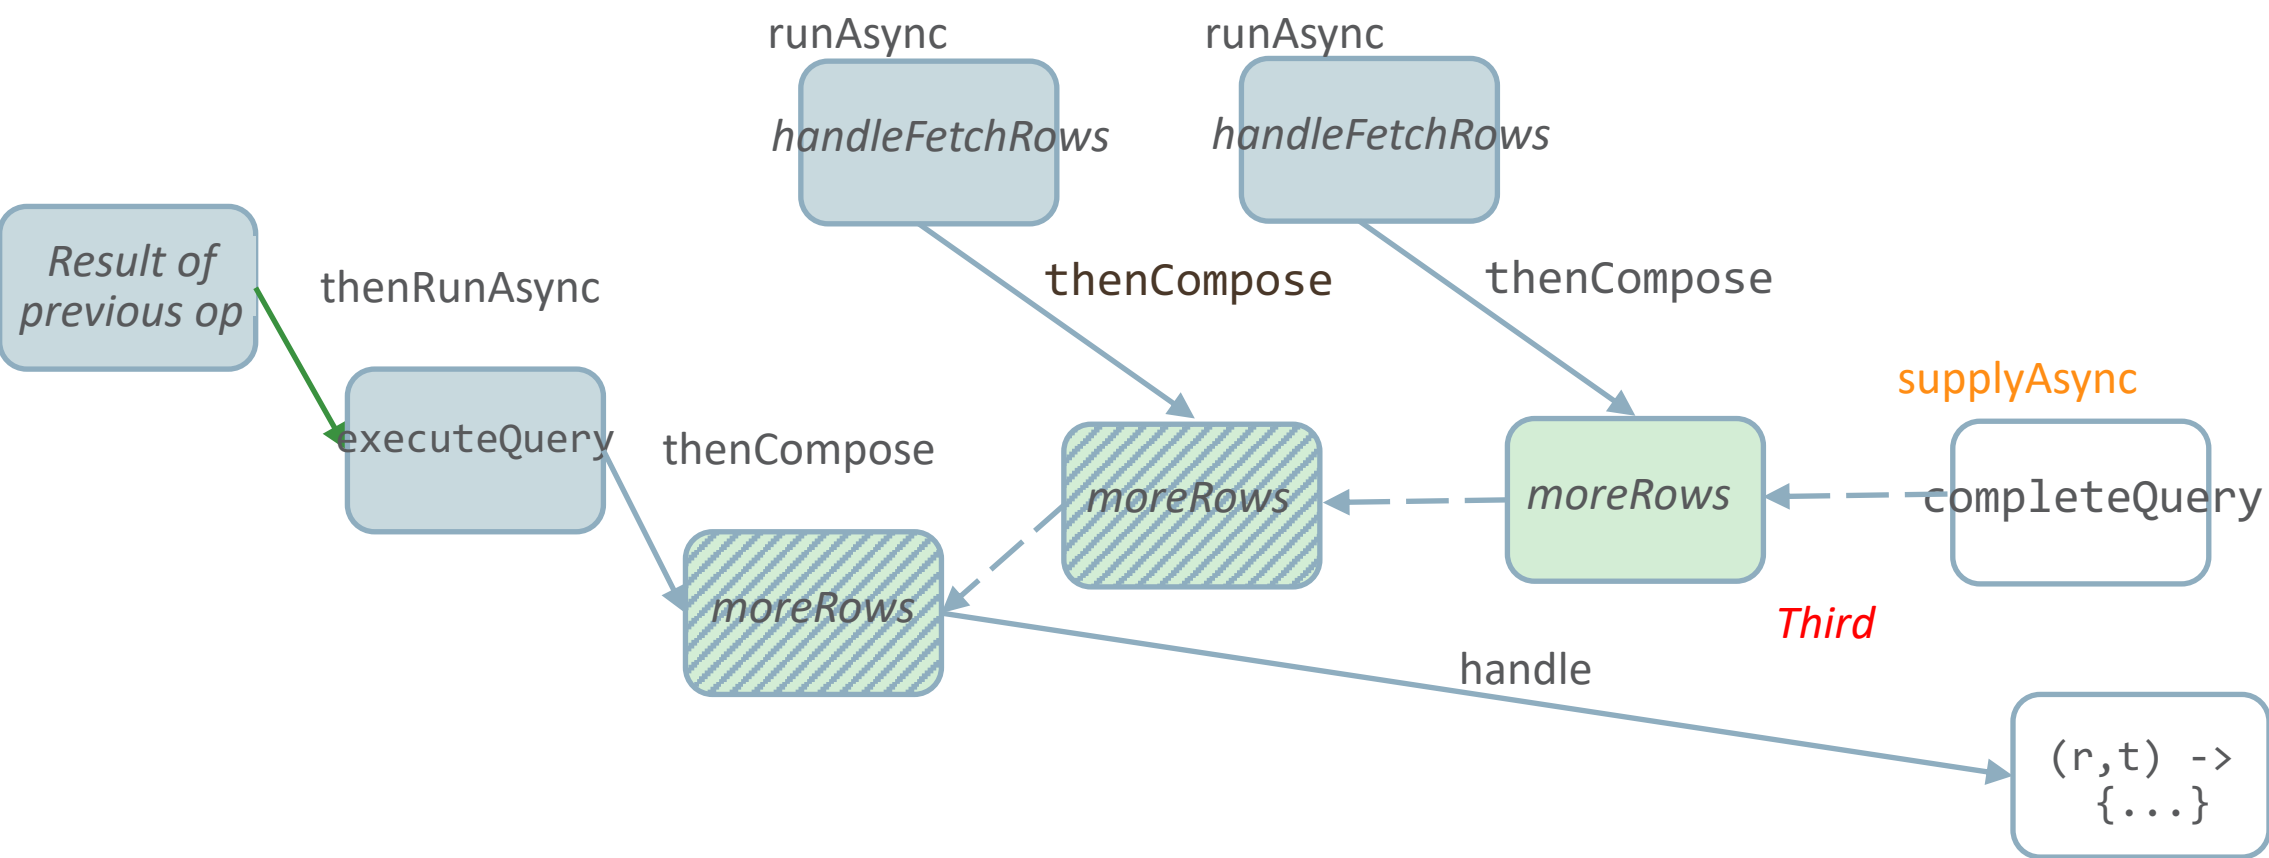 runAsync
runAsync
handleFetchRows
handleFetchRows
Result of
previous op
thenRunAsync
thenCompose
thenCompose
supplyAsync
executeQuery
thenCompose
moreRows
moreRows
completeQuery
moreRows
Third
handle
(r,t) ->
{...}